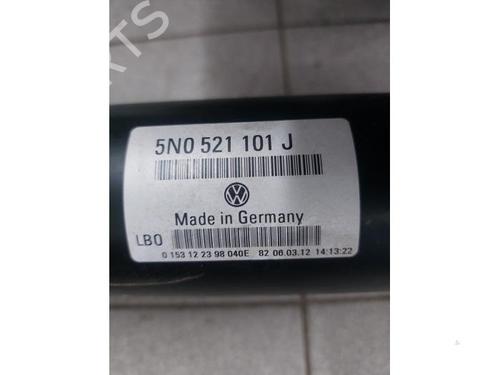 5N0 521 101 J
Made in Germany
LBO
0 153 12 23 98 040E 82 06.03.12 14:13:22